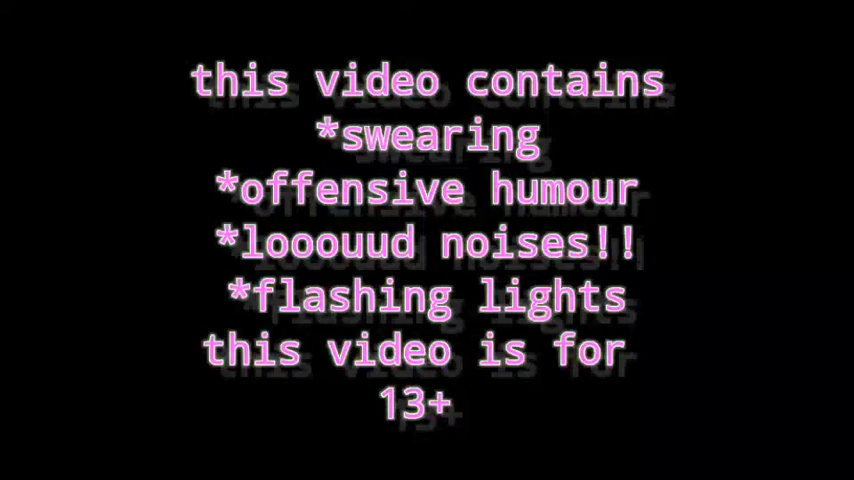 this video contains
*swearing
*offensive humour
*looouud noises!!
*flashing lights
this video is for
13+